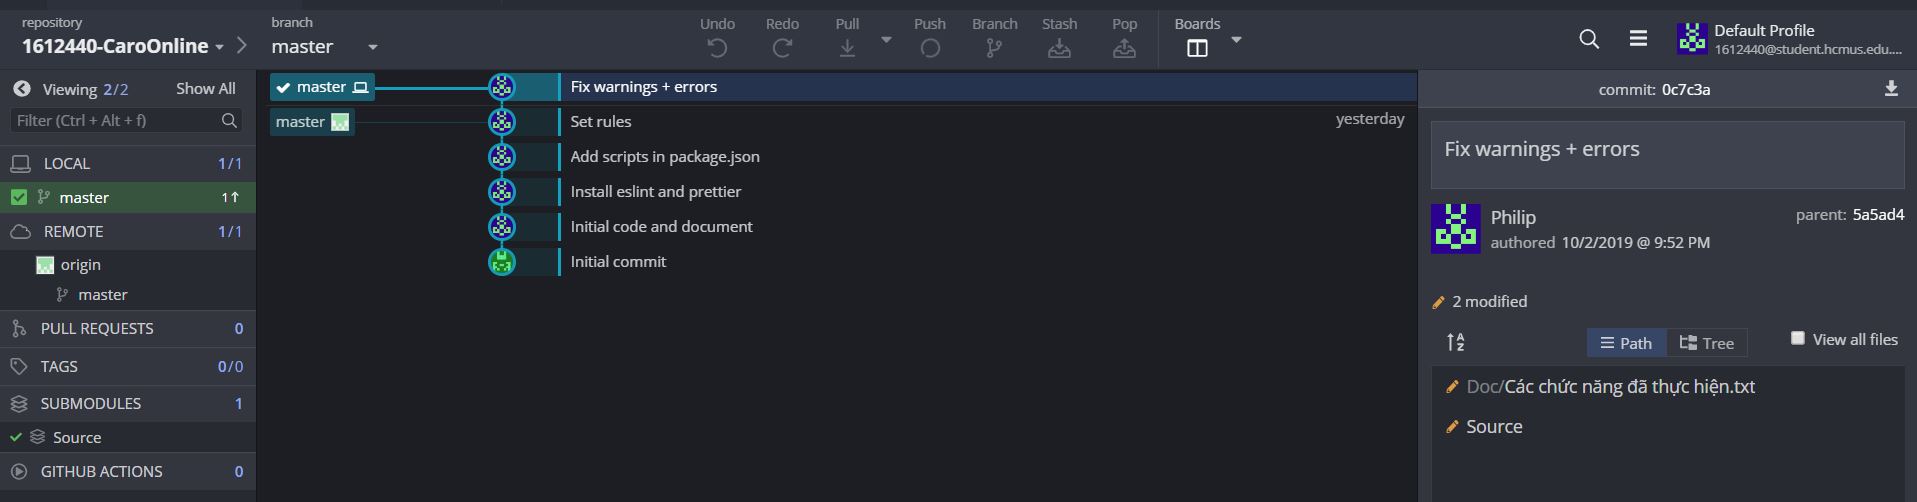 repository
1612440-CaroOnline
branch
master
Undo
Redo
Pull
Push
Branch
Stash
Pop
Boards
Default Profile
1612440@student.hcmus.edu....
Viewing 2/2
Show All
Filter (Ctrl + Alt + f)
LOCAL 1/1
master 1↑
REMOTE 1/1
origin
master
PULL REQUESTS 0
TAGS 0/0
SUBMODULES 1
Source
GITHUB ACTIONS 0
master Fix warnings + errors
master Set rules yesterday
Add scripts in package.json
Install eslint and prettier
Initial code and document
Initial commit
commit: 0c7c3a
Fix warnings + errors
Philip
authored 10/2/2019 @ 9:52 PM
parent: 5a5ad4
2 modified
A
Z
Path
Tree
View all files
Doc/Các chức năng đã thực hiện.txt
Source